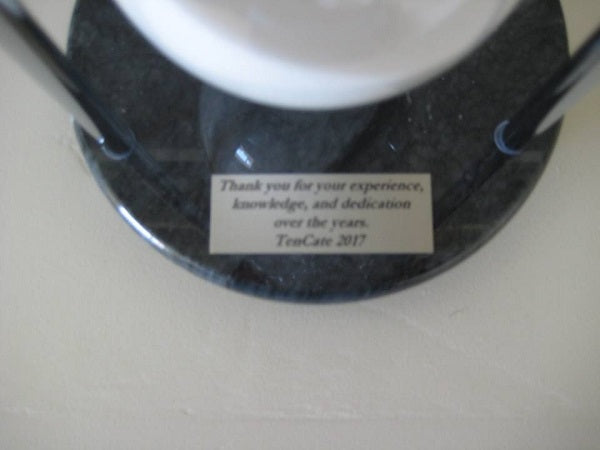 Thank you for your experience,
knowledge, and dedication
over the years.
TenCate 2017